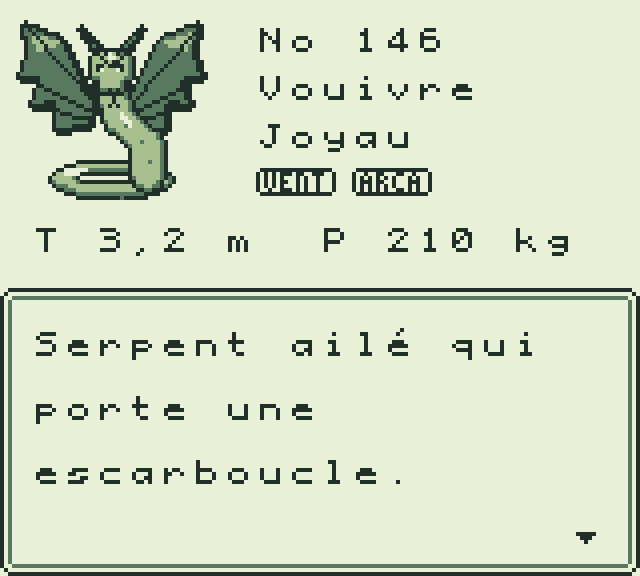 No 146
Vouivre
Joyau
VENT ARCA
T 3,2 m P 210 kg
Serpent ailé qui
porte une
escarboucle.